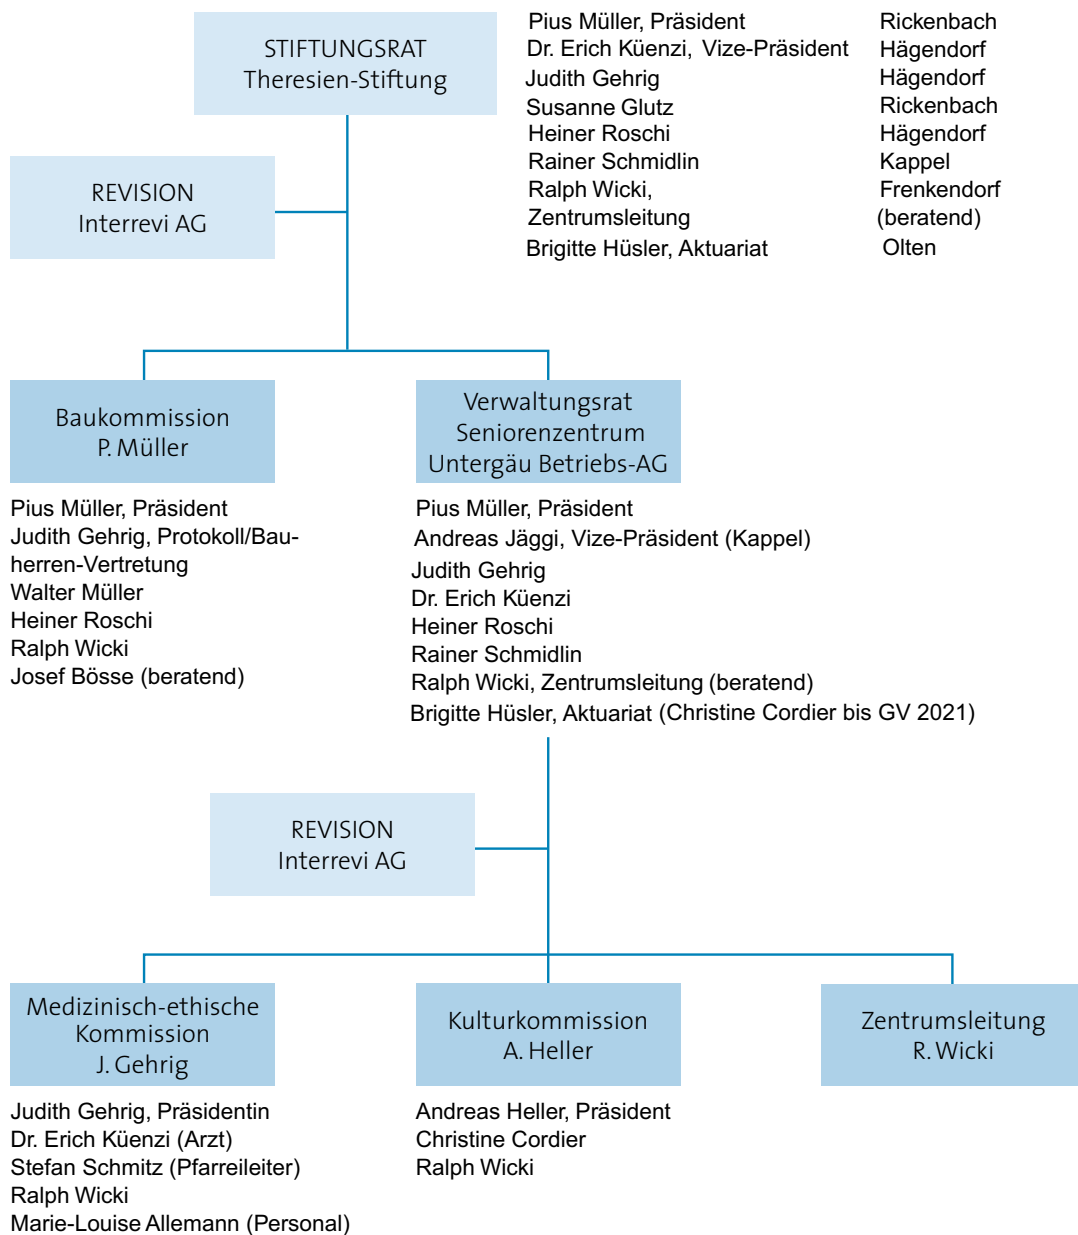 STIFTUNGSRAT
Theresien-Stiftung
Pius Müller, Präsident Rickenbach
Dr. Erich Küenzi, Vize-Präsident Hägendorf
Judith Gehrig Hägendorf
Susanne Glutz Rickenbach
Heiner Roschi Hägendorf
Rainer Schmidlin Kappel
Ralph Wicki, Frenkendorf
Zentrumsleitung (beratend)
Brigitte Hüsler, Aktuariat Olten
REVISION
Interrevi AG
Baukommission
P. Müller
Pius Müller, Präsident
Judith Gehrig, Protokoll/Bau-
herren-Vertretung
Walter Müller
Heiner Roschi
Ralph Wicki
Josef Bösse (beratend)
Verwaltungsrat
Seniorenzentrum
Untergäu Betriebs-AG
Pius Müller, Präsident
Andreas Jäggi, Vize-Präsident (Kappel)
Judith Gehrig
Dr. Erich Küenzi
Heiner Roschi
Rainer Schmidlin
Ralph Wicki, Zentrumsleitung (beratend)
Brigitte Hüsler, Aktuariat (Christine Cordier bis GV 2021)
REVISION
Interrevi AG
Medizinisch-ethische
Kommission
J. Gehrig
Judith Gehrig, Präsidentin
Dr. Erich Küenzi (Arzt)
Stefan Schmitz (Pfarreileiter)
Ralph Wicki
Marie-Louise Allemann (Personal)
Kulturkommission
A. Heller
Andreas Heller, Präsident
Christine Cordier
Ralph Wicki
Zentrumsleitung
R. Wicki